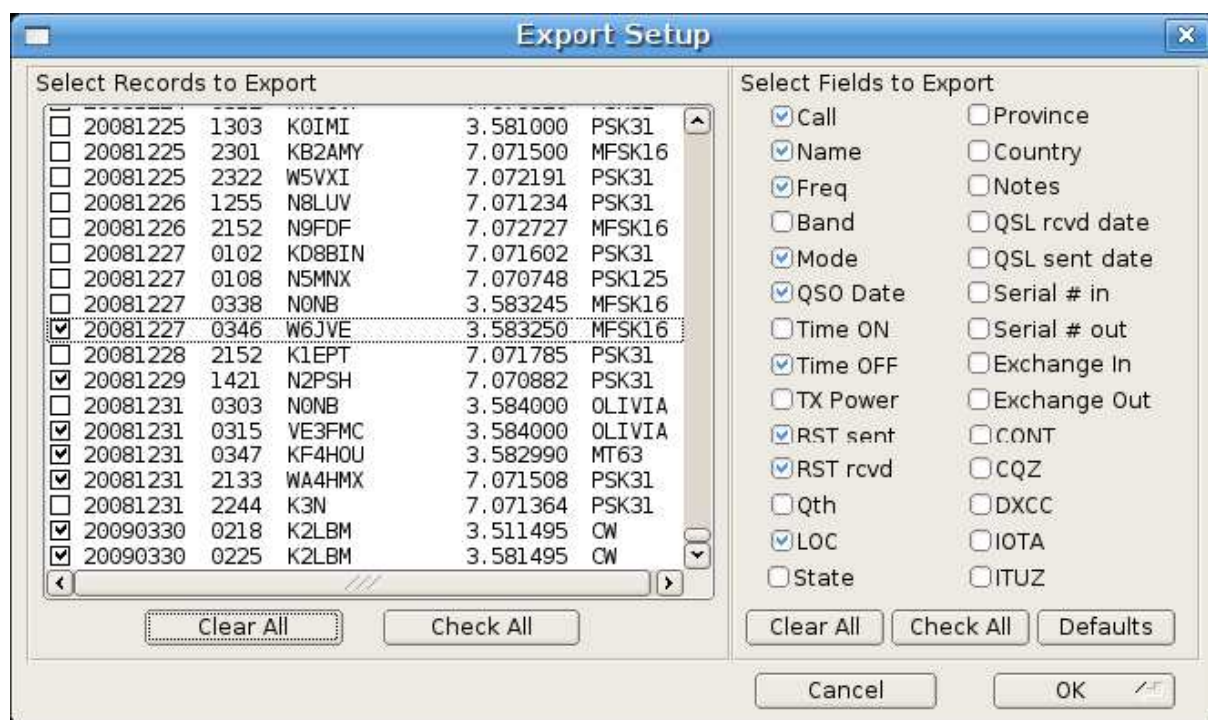 Export Setup
Select Records to Export
20081225 1303 K0IMI 3.581000 PSK31
20081225 2301 KB2AMY 7.071500 MFSK16
20081225 2322 W5VXI 7.072191 PSK31
20081226 1255 N8LUV 7.071234 PSK31
20081226 2152 N9FDF 7.072727 MFSK16
20081227 0102 KD8BIN 7.071602 PSK31
20081227 0108 N5MNX 7.070748 PSK125
20081227 0338 N0NB 3.583245 MFSK16
20081227 0346 W6JVE 3.583250 MFSK16
20081228 2152 K1EPT 7.071785 PSK31
20081229 1421 N2PSH 7.070882 PSK31
20081231 0303 N0NB 3.584000 OLIVIA
20081231 0315 VE3FMC 3.584000 OLIVIA
20081231 0347 KF4HOU 3.582990 MT63
20081231 2133 WA4HMX 7.071508 PSK31
20081231 2244 K3N 7.071364 PSK31
20090330 0218 K2LBM 3.511495 CW
20090330 0225 K2LBM 3.581495 CW
Clear All Check All
Select Fields to Export
Call Province
Name Country
Freq Notes
Band QSL rcvd date
Mode QSL sent date
QSO Date Serial # in
Time ON Serial # out
Time OFF Exchange In
TX Power Exchange Out
RST sent CONT
RST rcvd CQZ
Qth DXCC
LOC IOTA
State ITUZ
Clear All Check All Defaults
Cancel OK